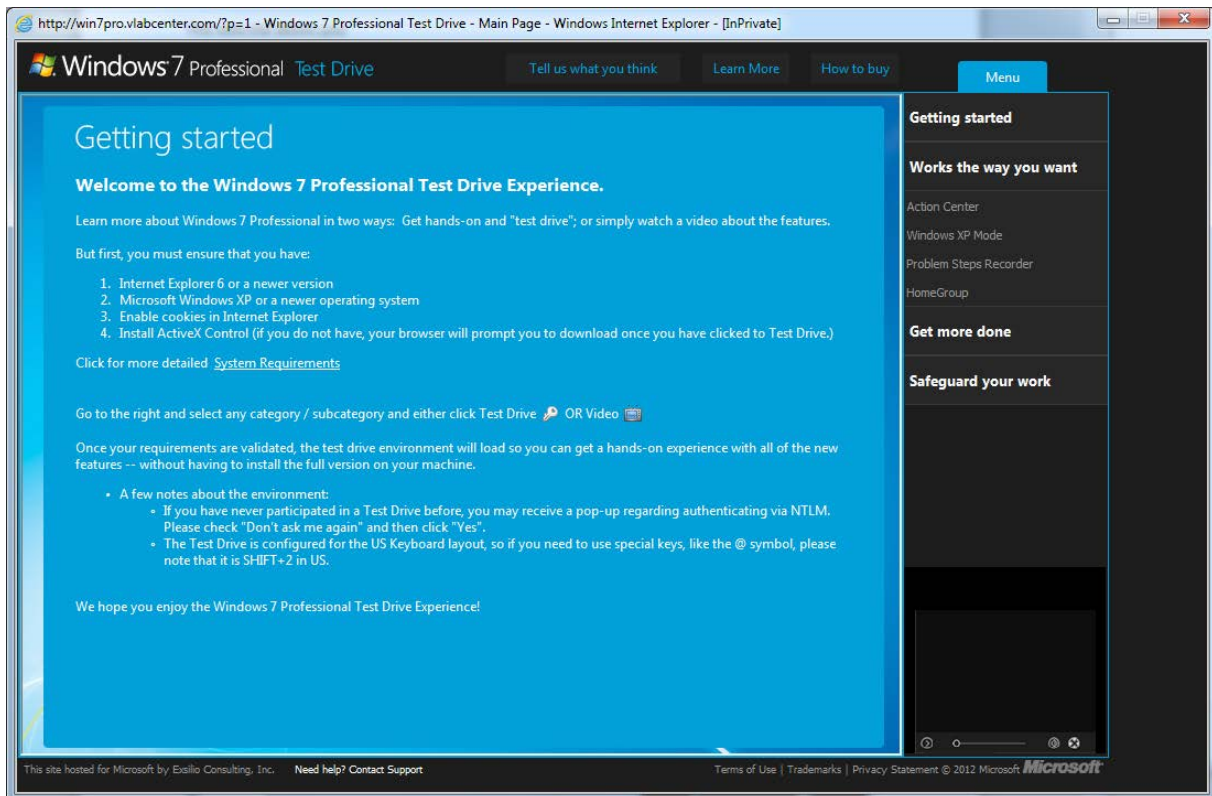 http://win7pro.vlabcenter.com/?p=1 - Windows 7 Professional Test Drive - Main Page - Windows Internet Explorer - [InPrivate]
Windows 7 Professional Test Drive
Tell us what you think
Learn More
How to buy
Menu
Getting started
Welcome to the Windows 7 Professional Test Drive Experience.
Learn more about Windows 7 Professional in two ways: Get hands-on and "test drive"; or simply watch a video about the features.
But first, you must ensure that you have:
1. Internet Explorer 6 or a newer version
2. Microsoft Windows XP or a newer operating system
3. Enable cookies in Internet Explorer
4. Install ActiveX Control (if you do not have, your browser will prompt you to download once you have clicked to Test Drive.)
Click for more detailed System Requirements
Go to the right and select any category / subcategory and either click Test Drive OR Video
Once your requirements are validated, the test drive environment will load so you can get a hands-on experience with all of the new
features -- without having to install the full version on your machine.
• A few notes about the environment:
◦ If you have never participated in a Test Drive before, you may receive a pop-up regarding authenticating via NTLM.
Please check "Don't ask me again" and then click "Yes".
◦ The Test Drive is configured for the US Keyboard layout, so if you need to use special keys, like the @ symbol, please
note that it is SHIFT+2 in US.
We hope you enjoy the Windows 7 Professional Test Drive Experience!
Getting started
Works the way you want
Action Center
Windows XP Mode
Problem Steps Recorder
HomeGroup
Get more done
Safeguard your work
This site hosted for Microsoft by Exsilio Consulting, Inc.
Need help? Contact Support
Terms of Use | Trademarks | Privacy Statement © 2012 Microsoft Microsoft